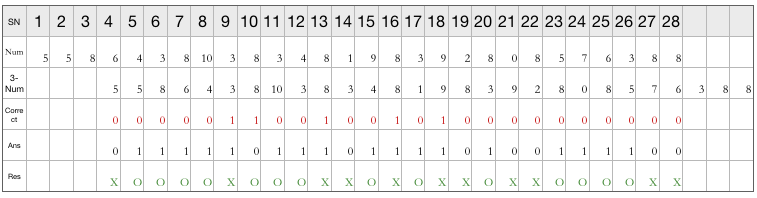 SN 1 2 3 4 5 6 7 8 9 10 11 12 13 14 15 16 17 18 19 20 21 22 23 24 25 26 27 28
Num 5 5 8 6 4 3 8 10 3 8 3 4 8 1 9 8 3 9 2 8 0 8 5 7 6 3 8 8
3-
Num 5 5 8 6 4 3 8 10 3 8 3 4 8 1 9 8 3 9 2 8 0 8 5 7 6 3 8 8
Corre
ct 0 0 0 0 0 1 1 0 0 1 0 0 1 0 1 0 0 0 0 0 0 0 0 0 0
Ans 0 1 1 1 1 1 0 1 1 1 0 1 1 1 1 0 1 0 0 1 1 1 1 0 0
Res X O O O O X O O O X X O X O X X O X X O O O O X X